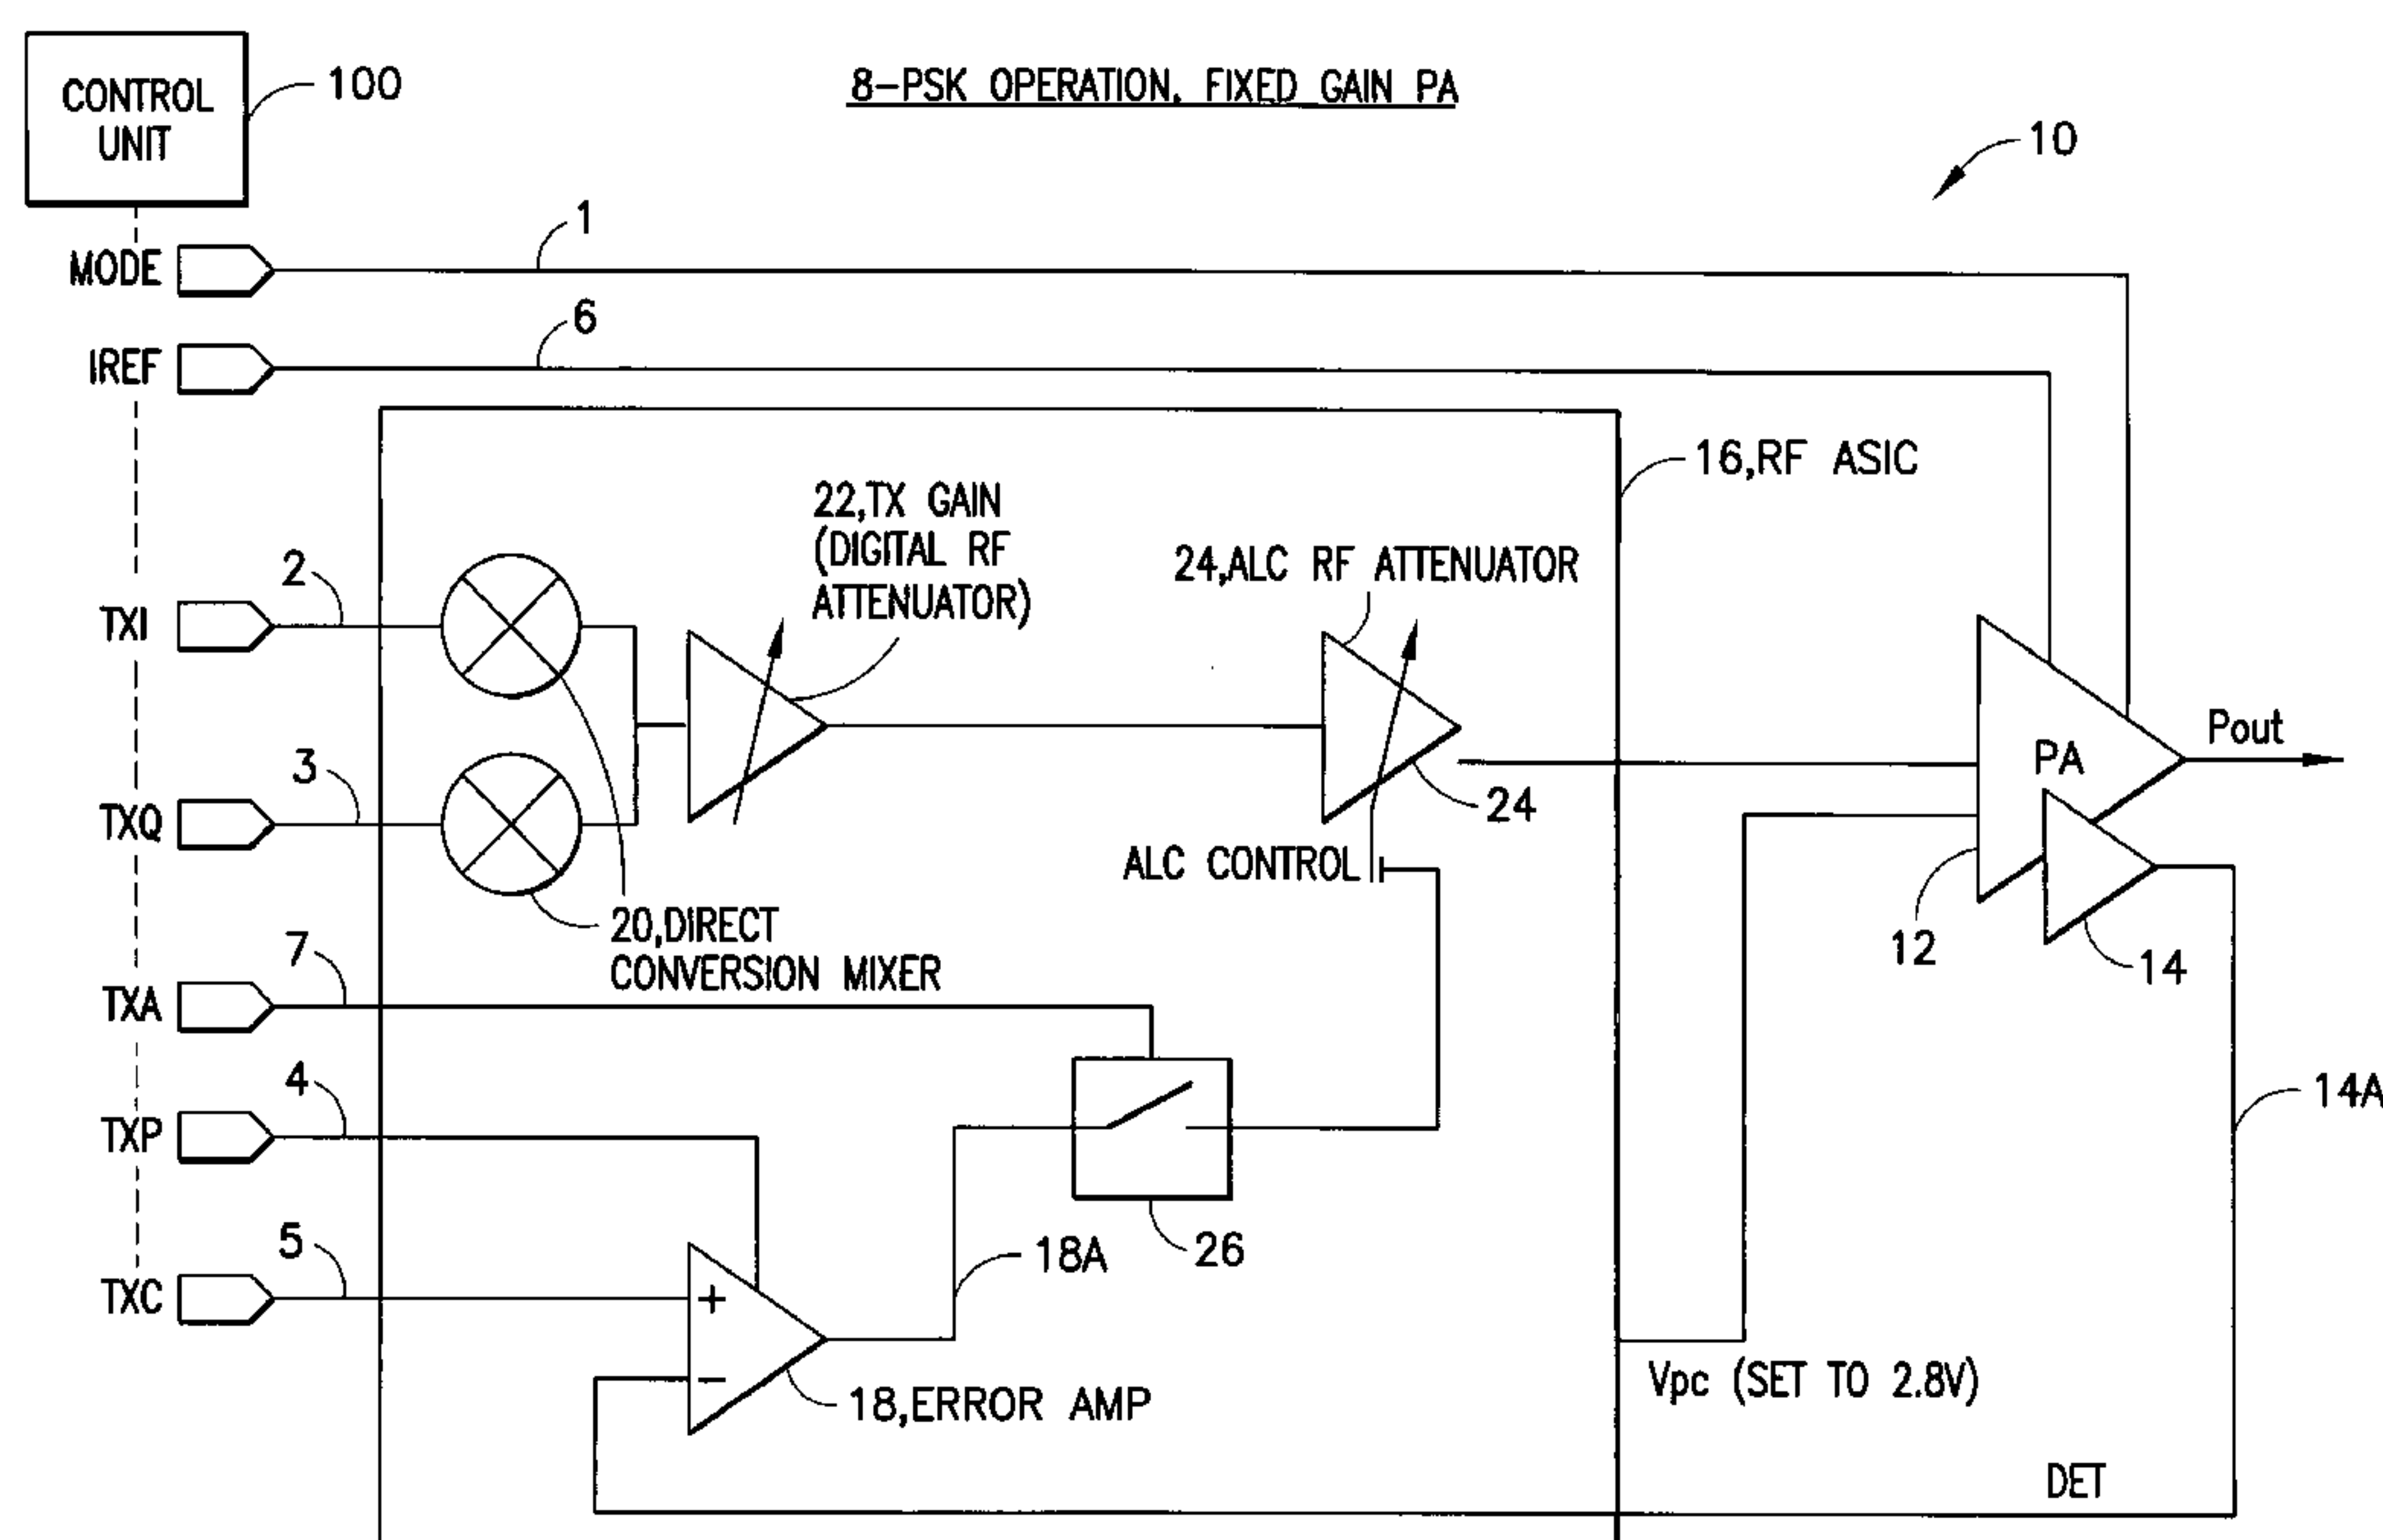 CONTROL
UNIT
100
8-PSK OPERATION, FIXED GAIN PA
10
MODE
1
IREF
6
16,RF ASIC
22,TX GAIN
(DIGITAL RF
ATTENUATOR)
24,ALC RF ATTENUATOR
TXI
2
TXQ
3
20,DIRECT
CONVERSION MIXER
24
ALC CONTROL
PA
Pout
12
14
14A
TXA
7
TXP
4
26
TXC
5
+
−
18A
18,ERROR AMP
Vpc (SET TO 2.8V)
DET